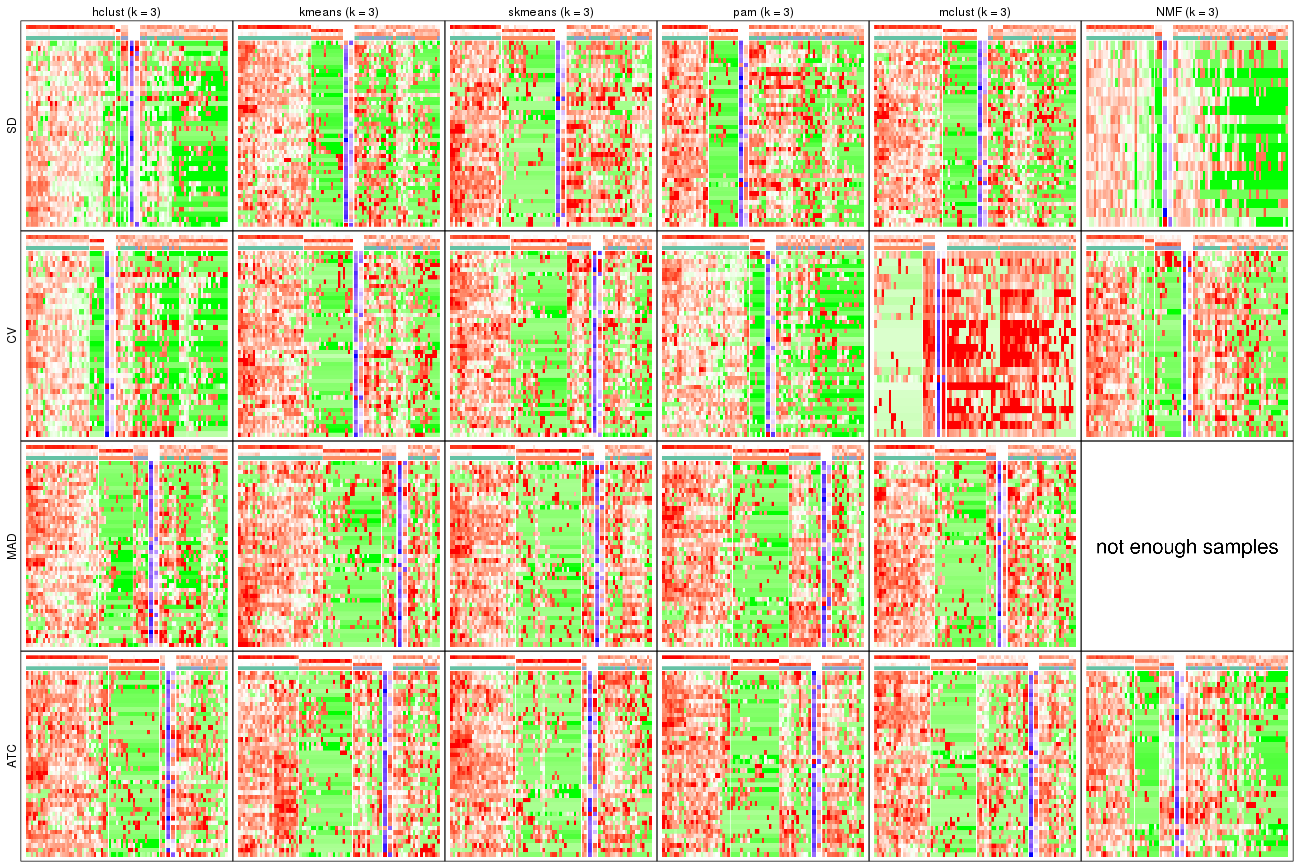 hclust (k = 3)
kmeans (k = 3)
skmeans (k = 3)
pam (k = 3)
mclust (k = 3)
NMF (k = 3)
SD
CV
MAD
not enough samples
ATC